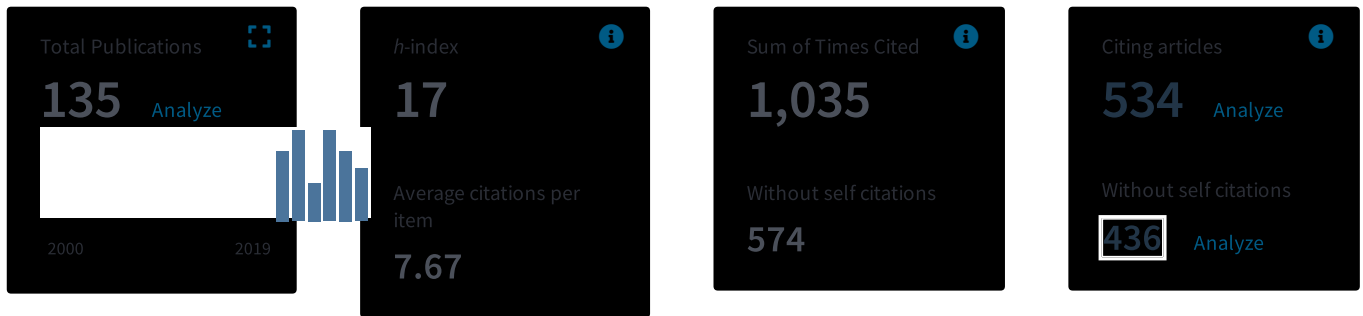 Total Publications
135 Analyze
2000 2019
h-index
17
Average citations per
item
7.67
Sum of Times Cited
1,035
Without self citations
574
Citing articles
534 Analyze
Without self citations
436 Analyze